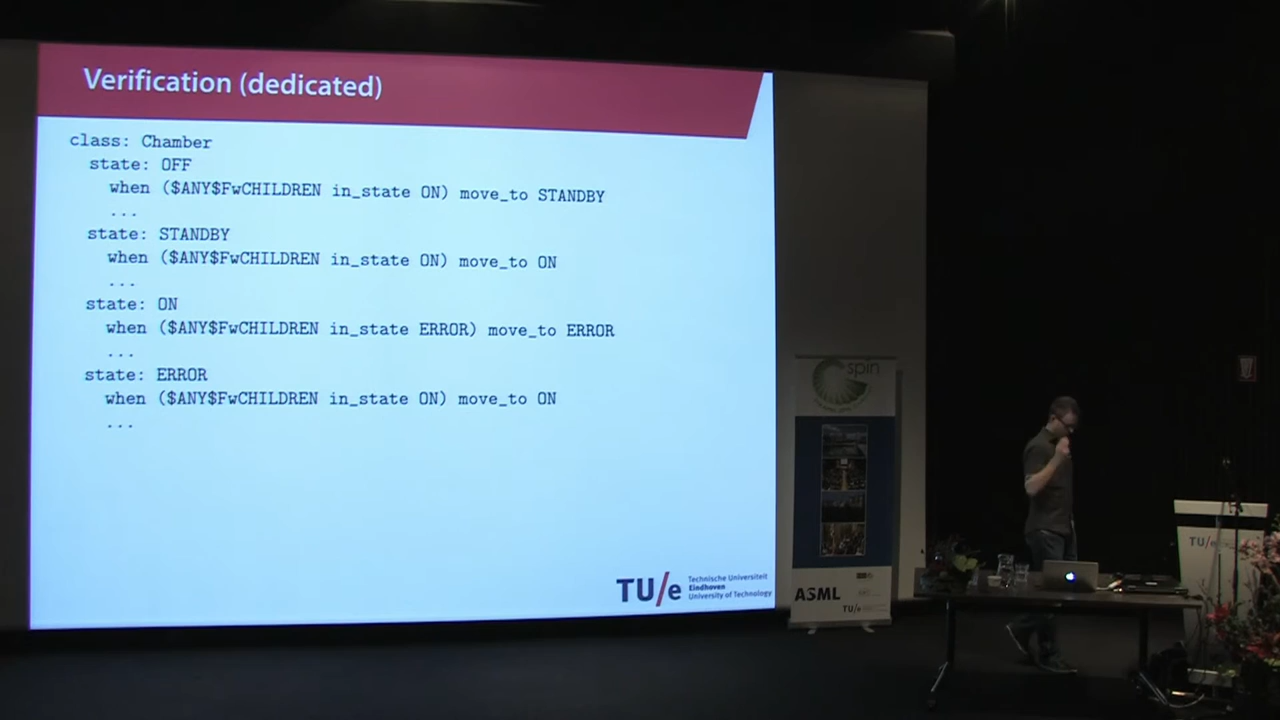 Verification (dedicated)
class: Chamber
state: OFF
when ($ANY$FwCHILDREN in_state ON) move_to STANDBY
...
state: STANDBY
when ($ANY$FwCHILDREN in_state ON) move_to ON
...
state: ON
when ($ANY$FwCHILDREN in_state ERROR) move_to ERROR
...
state: ERROR
when ($ANY$FwCHILDREN in_state ON) move_to ON
...
TU/e
Technische Universiteit
Eindhoven
University of Technology
spin
ASML
TU/e
TU/e